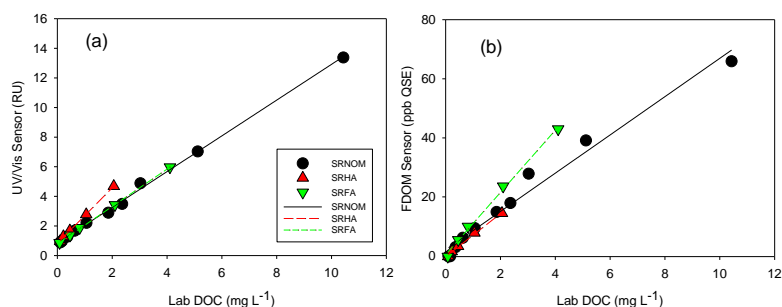 (a)
UV/Vis Sensor (RU)
16
14
12
10
8
6
4
2
0
0 2 4 6 8 10 12
Lab DOC (mg L-1)
SRNOM
SRHA
SRFA
SRNOM
SRHA
SRFA
(b)
FDOM Sensor (ppb QSE)
80
60
40
20
0
0 2 4 6 8 10 12
Lab DOC (mg L-1)